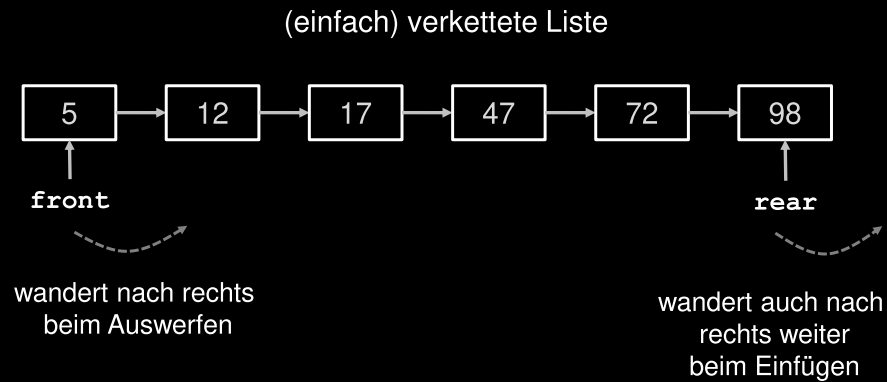 (einfach) verkettete Liste
5 12 17 47 72 98
front rear
wandert nach rechts
beim Auswerfen
wandert auch nach
rechts weiter
beim Einfügen